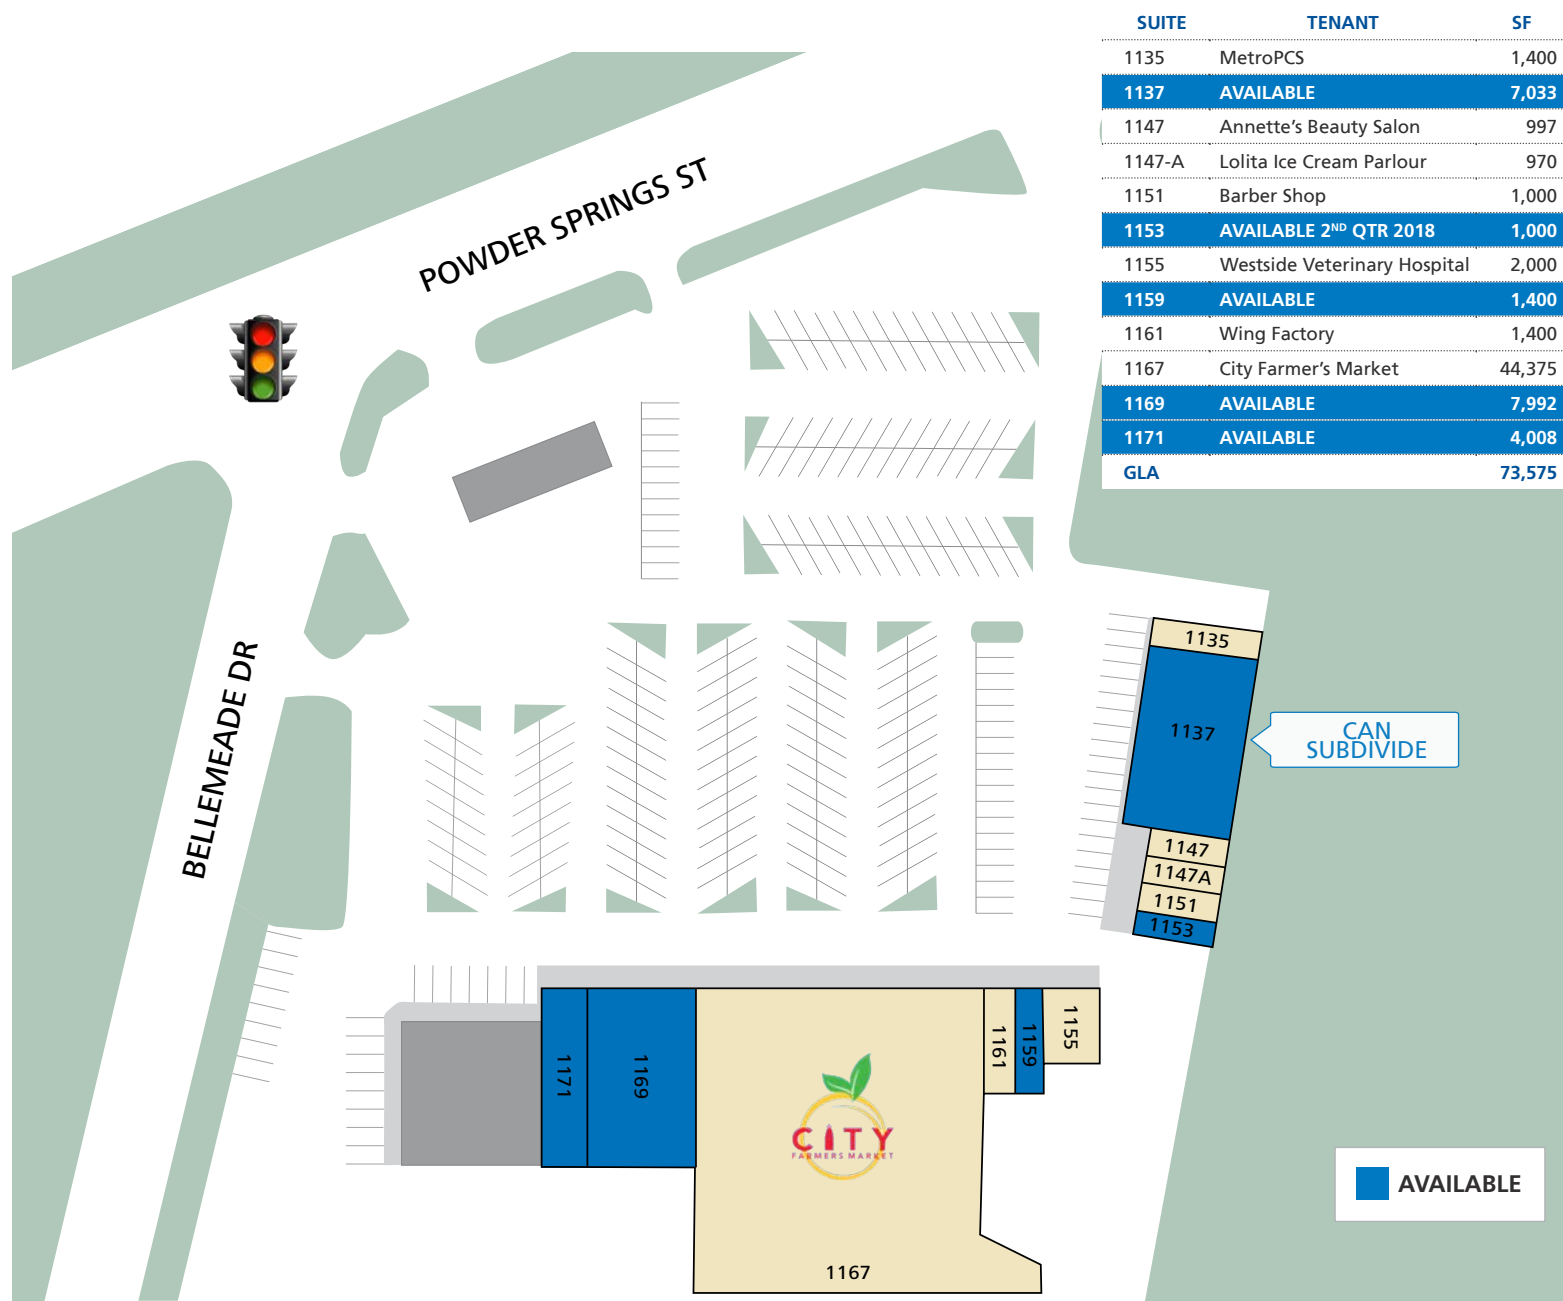 SUITE TENANT SF
1135 MetroPCS 1,400
1137 AVAILABLE 7,033
1147 Annette’s Beauty Salon 997
1147-A Lolita Ice Cream Parlour 970
1151 Barber Shop 1,000
1153 AVAILABLE 2ND QTR 2018 1,000
1155 Westside Veterinary Hospital 2,000
1159 AVAILABLE 1,400
1161 Wing Factory 1,400
1167 City Farmer’s Market 44,375
1169 AVAILABLE 7,992
1171 AVAILABLE 4,008
GLA 73,575
POWDER SPRINGS ST
BELLEMEADE DR
1135
1137
CAN
SUBDIVIDE
1147
1147A
1151
1153
1171
1169
CITY
FARMERS MARKET
1161
1159
1155
1167
AVAILABLE